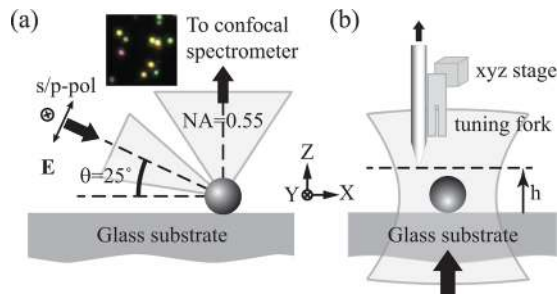 (a)
To confocal
spectrometer
s/p-pol
E
NA=0.55
θ=25°
Z
Y
X
Glass substrate
(b)
xyz stage
tuning fork
h
Glass substrate